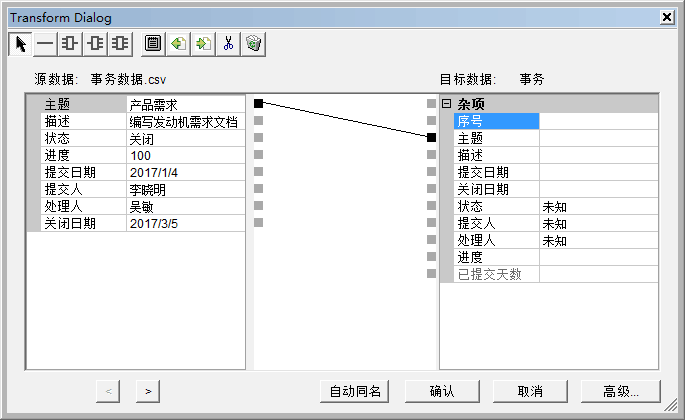 Transform Dialog
源数据: 事务数据.csv
目标数据: 事务
主题 产品需求
描述 编写发动机需求文档
状态 关闭
进度 100
提交日期 2017/1/4
提交人 李晓明
处理人 吴敏
关闭日期 2017/3/5
杂项
序号
主题
描述
提交日期
关闭日期
状态 未知
提交人 未知
处理人 未知
进度
已提交天数
< >
自动同名 确认 取消 高级...